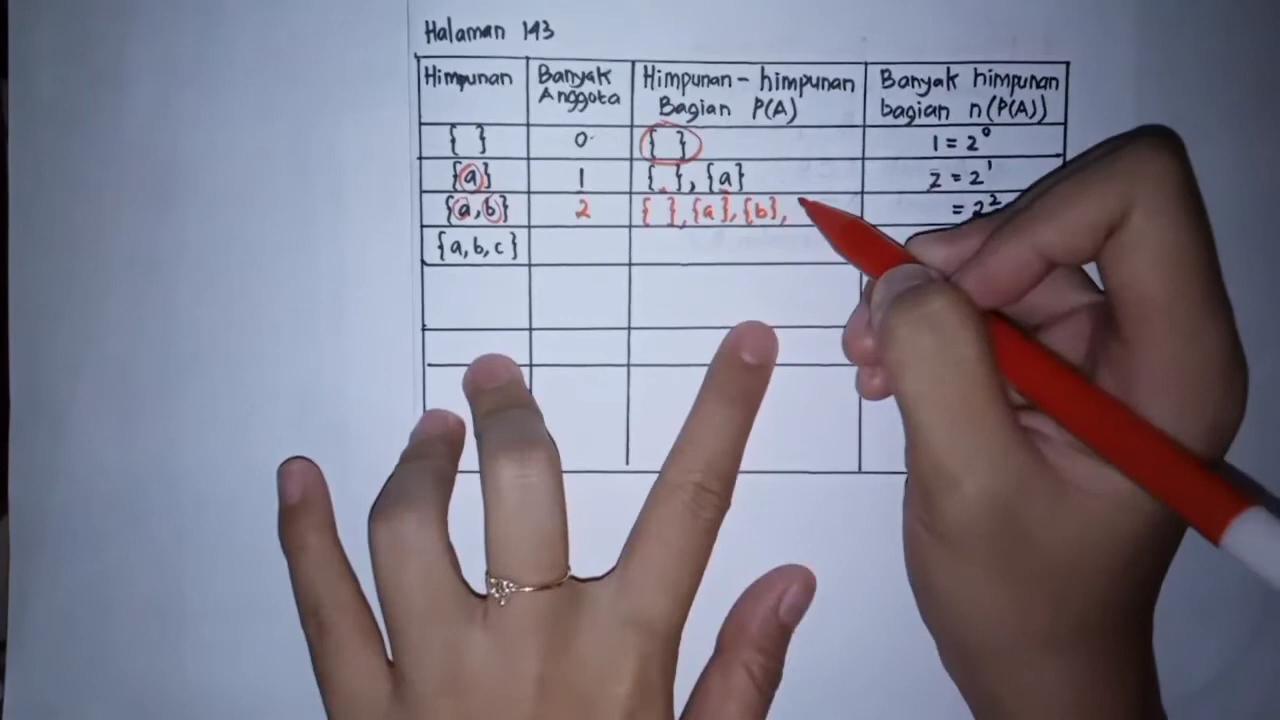 Halaman 143
Himpunan Banyak Anggota Himpunan - himpunan Bagian P(A) Banyak himpunan bagian n(P(A))
{ } 0 { } 1 = 2⁰
{a} 1 { }, {a} 2 = 2¹
{a,b} 2 { }, {a}, {b}, = 2²
{a, b, c}